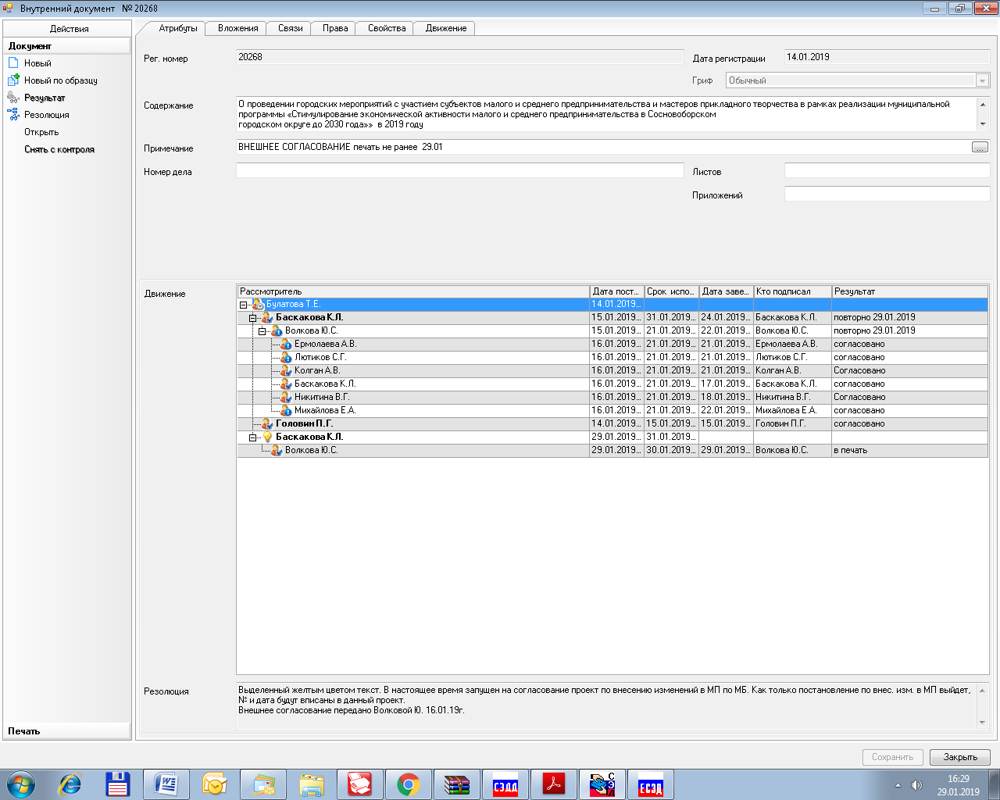 Внутренний документ № 20268
Действия
Документ
Новый
Новый по образцу
Результат
Резолюция
Открыть
Снять с контроля
Печать
Атрибуты Вложения Связи Права Свойства Движение
Рег. номер 20268 Дата регистрации 14.01.2019
Гриф Обычный
Содержание
О проведении городских мероприятий с участием субъектов малого и среднего предпринимательства и мастеров прикладного творчества в рамках реализации муниципальной
программы «Стимулирование экономической активности малого и среднего предпринимательства в Сосновоборском
городском округе до 2030 года»» в 2019 году
Примечание ВНЕШНЕЕ СОГЛАСОВАНИЕ печать не ранее 29.01 ...
Номер дела Листов
Приложений
Движение
Рассмотритель Дата пост... Срок испо... Дата заве... Кто подписал Результат
Булатова Т.Е. 14.01.2019...
Баскакова К.Л. 15.01.2019... 31.01.2019... 24.01.2019... Баскакова К.Л. повторно 29.01.2019
Волкова Ю.С. 15.01.2019... 21.01.2019... 22.01.2019... Волкова Ю.С. повторно 29.01.2019
Ермолаева А.В. 16.01.2019... 21.01.2019... 21.01.2019... Ермолаева А.В. согласовано
Лютиков С.Г. 16.01.2019... 21.01.2019... 21.01.2019... Лютиков С.Г. согласовано
Колган А.В. 16.01.2019... 21.01.2019... 21.01.2019... Колган А.В. Согласовано
Баскакова К.Л. 16.01.2019... 21.01.2019... 17.01.2019... Баскакова К.Л. согласовано
Никитина В.Г. 16.01.2019... 21.01.2019... 18.01.2019... Никитина В.Г. Согласовано
Михайлова Е.А. 16.01.2019... 21.01.2019... 22.01.2019... Михайлова Е.А. согласовано
Головин П.Г. 14.01.2019... 15.01.2019... 15.01.2019... Головин П.Г. согласовано
Баскакова К.Л. 29.01.2019... 31.01.2019...
Волкова Ю.С. 29.01.2019... 30.01.2019... 29.01.2019... Волкова Ю.С. в печать
Резолюция
Выделенный желтым цветом текст. В настоящее время запущен на согласование проект по внесению изменений в МП по МБ. Как только постановление по внес. изм. в МП выйдет,
№ и дата будут вписаны в данный проект.
Внешнее согласование передано Волковой Ю. 16.01.19г.
Сохранить Закрыть
СЭДД
СЭД
ЕСЭД
16:29
29.01.2019